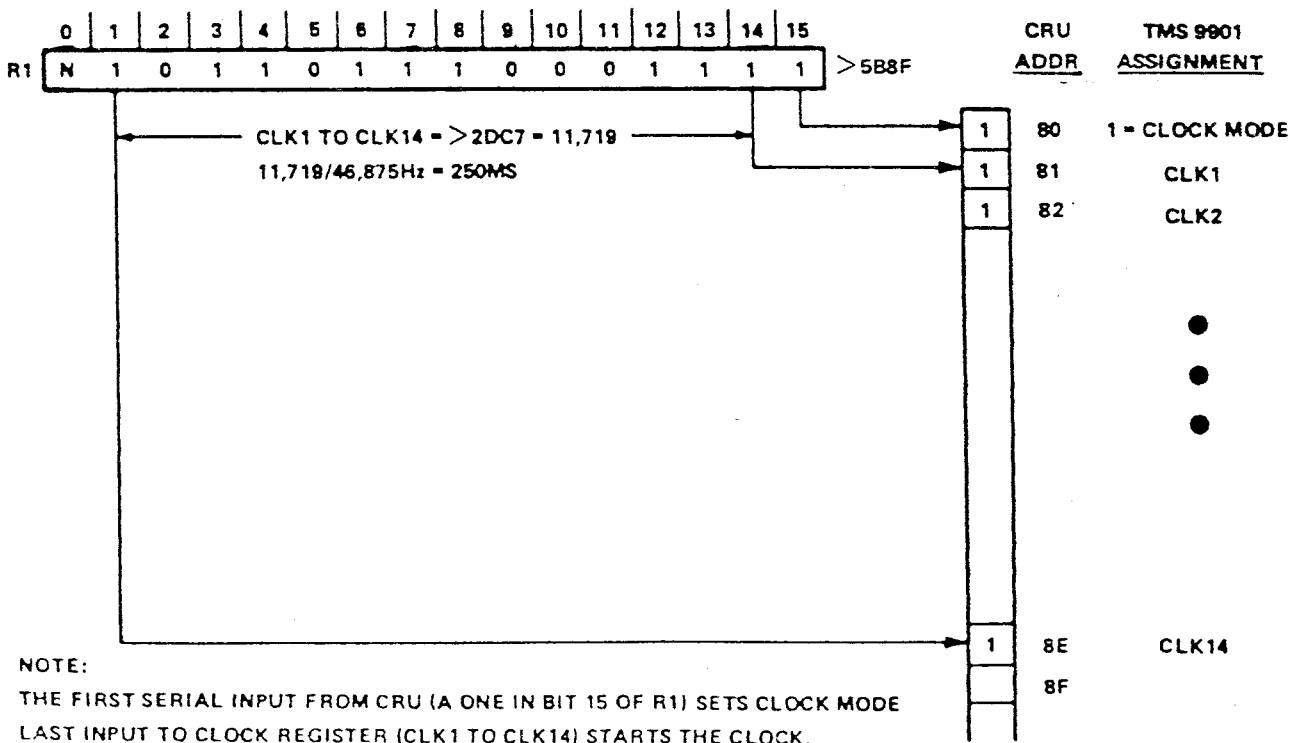 0 1 2 3 4 5 6 7 8 9 10 11 12 13 14 15
CRU TMS 9901
ADDR ASSIGNMENT
R1 N 1 0 1 1 0 1 1 1 0 0 0 1 1 1 1 >5B8F
CLK1 TO CLK14 = >2DC7 = 11,719
11,719/46,875Hz = 250MS
1 80 1 = CLOCK MODE
1 81 CLK1
1 82 CLK2
1 8E CLK14
8F
NOTE:
THE FIRST SERIAL INPUT FROM CRU (A ONE IN BIT 15 OF R1) SETS CLOCK MODE
LAST INPUT TO CLOCK REGISTER (CLK1 TO CLK14) STARTS THE CLOCK.